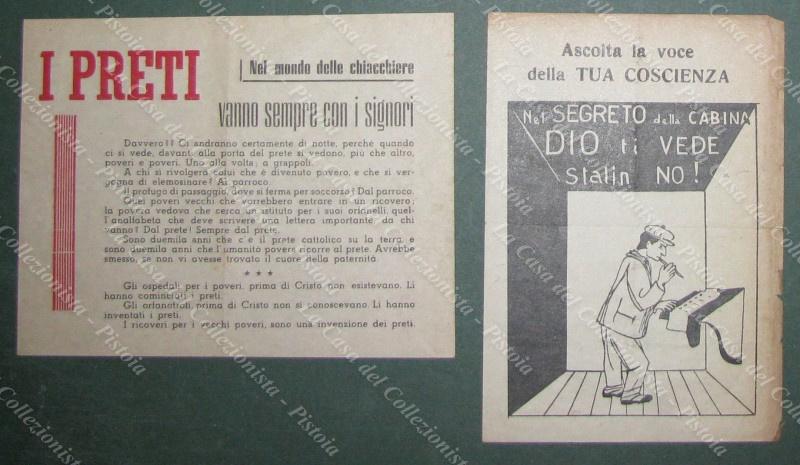 I PRETI
Nel mondo delle chiacchiere
vanno sempre con i signori
Davvero?! Ci andranno certamente di notte, perchè quando
ci si vede, davanti alla porta del prete si vedono, più che altro,
poveri e poveri. Uno alla volta; a grappoli.
A chi si rivolgerà colui che è divenuto povero, e che si ver-
gogna di elemosinare? Al parroco.
Il profugo di passaggio, dove si ferma per soccorso? Dal parroco.
Quei poveri vecchi che vorrebbero entrare in un ricovero;
la povera vedova che cerca un istituto per i suoi orfanelli, quel-
l'analfabeta che deve scrivere una lettera importante, da chi
vanno? Dal prete! Sempre dal prete.
Sono duemila anni che c'è il prete cattolico su la terra, e
sono duemila anni che l'umanità povera ricorre al prete. Avrebbe
smesso, se non vi avesse trovato il cuore della paternità.
* * *
Gli ospedali per i poveri, prima di Cristo non esistevano. Li
hanno cominciati i preti.
Gli orfanotrofi, prima di Cristo non si conoscevano. Li hanno
inventati i preti.
I ricoveri per i vecchi poveri, sono una invenzione dei preti.
Ascolta la voce
della TUA COSCIENZA
Nel SEGRETO della CABINA
DIO ti VEDE
Stalin NO!
La Casa del Collezionista - Pistoia